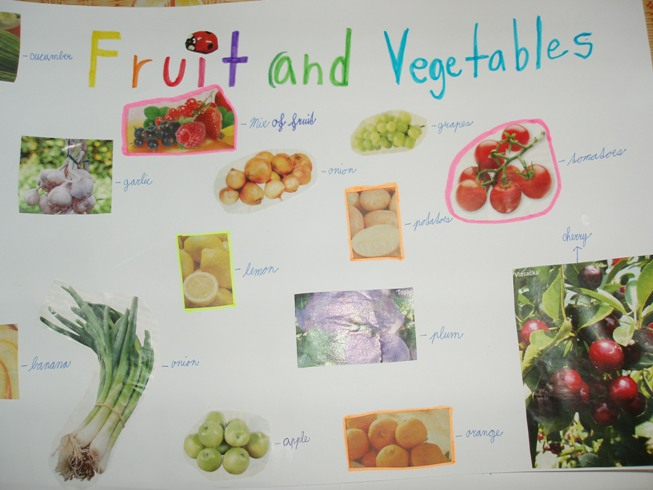 Fruit and Vegetables
- cucumber
- Mix of fruit
- grapes
- tomatoes
- garlic
- onion
- potatoes
cherry
- lemon
- plum
- banana
- onion
- apple
- orange